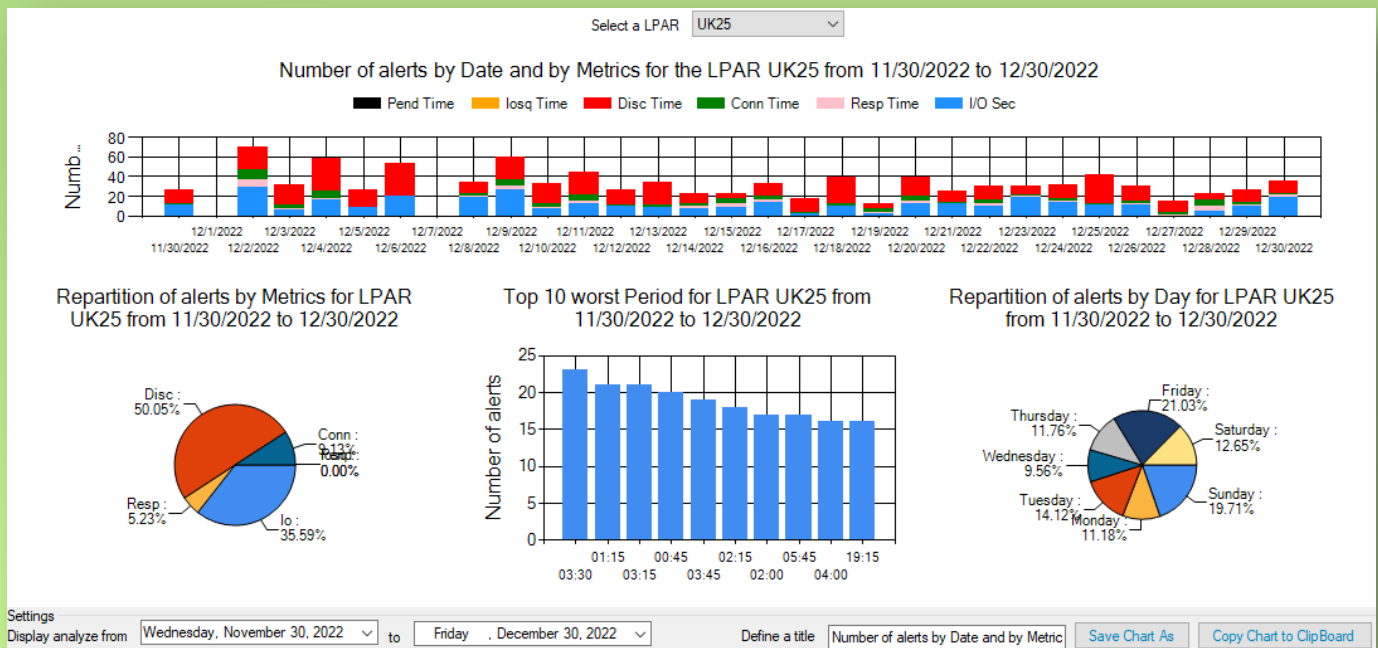 Select a LPAR UK25
Number of alerts by Date and by Metrics for the LPAR UK25 from 11/30/2022 to 12/30/2022
Pend Time Iosq Time Disc Time Conn Time Resp Time I/O Sec
Numb...
80
60
40
20
0
12/1/2022 12/3/2022 12/5/2022 12/7/2022 12/9/2022 12/11/2022 12/13/2022 12/15/2022 12/17/2022 12/19/2022 12/21/2022 12/23/2022 12/25/2022 12/27/2022 12/29/2022
11/30/2022 12/2/2022 12/4/2022 12/6/2022 12/8/2022 12/10/2022 12/12/2022 12/14/2022 12/16/2022 12/18/2022 12/20/2022 12/22/2022 12/24/2022 12/26/2022 12/28/2022 12/30/2022
Repartition of alerts by Metrics for LPAR
UK25 from 11/30/2022 to 12/30/2022
Disc :
50.05%
Conn :
9.13%
0.00%
Resp :
5.23%
Io :
35.59%
Top 10 worst Period for LPAR UK25 from
11/30/2022 to 12/30/2022
Number of alerts
25
20
15
10
5
0
01:15 00:45 02:15 05:45 19:15
03:30 03:15 03:45 02:00 04:00
Repartition of alerts by Day for LPAR UK25
from 11/30/2022 to 12/30/2022
Friday :
21.03%
Thursday :
11.76%
Saturday :
12.65%
Wednesday :
9.56%
Sunday :
19.71%
Tuesday :
14.12%
Monday :
11.18%
Settings
Display analyze from Wednesday, November 30, 2022 to Friday , December 30, 2022 Define a title Number of alerts by Date and by Metric Save Chart As Copy Chart to ClipBoard